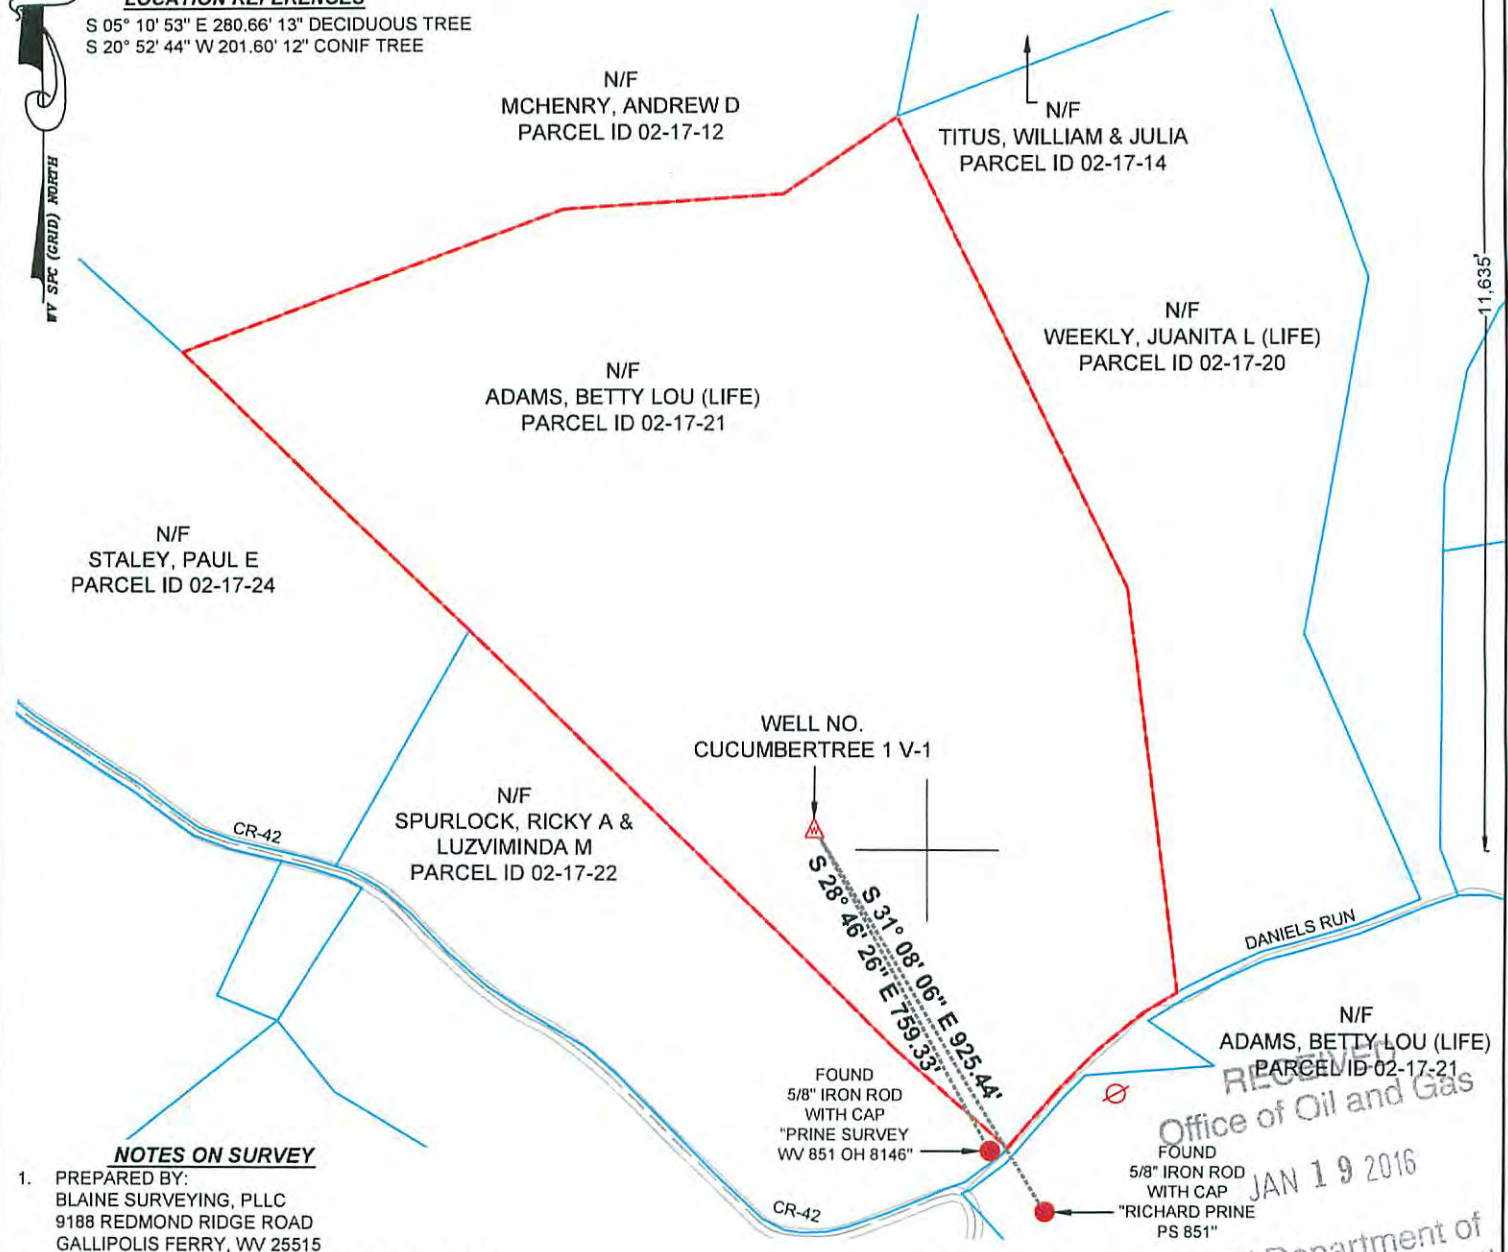 LOCATION REFERENCES
S 05° 10' 53" E 280.66' 13" DECIDUOUS TREE
S 20° 52' 44" W 201.60' 12" CONIF TREE
WV SPC (GRID) NORTH
N/F
MCHENRY, ANDREW D
PARCEL ID 02-17-12
N/F
TITUS, WILLIAM & JULIA
PARCEL ID 02-17-14
11,635'
N/F
WEEKLY, JUANITA L (LIFE)
PARCEL ID 02-17-20
N/F
ADAMS, BETTY LOU (LIFE)
PARCEL ID 02-17-21
N/F
STALEY, PAUL E
PARCEL ID 02-17-24
WELL NO.
CUCUMBERTREE 1 V-1
W
N/F
SPURLOCK, RICKY A &
LUZVIMINDA M
PARCEL ID 02-17-22
CR-42
S 31° 08' 06" E 925.44'
S 28° 46' 26" E 759.33'
DANIELS RUN
N/F
ADAMS, BETTY LOU (LIFE)
PARCEL ID 02-17-21
RECEIVED
Office of Oil and Gas
JAN 19 2016
Department of
FOUND
5/8" IRON ROD
WITH CAP
"PRINE SURVEY
WV 851 OH 8146"
FOUND
5/8" IRON ROD
WITH CAP
"RICHARD PRINE
PS 851"
CR-42
NOTES ON SURVEY
1. PREPARED BY:
BLAINE SURVEYING, PLLC
9188 REDMOND RIDGE ROAD
GALLIPOLIS FERRY, WV 25515